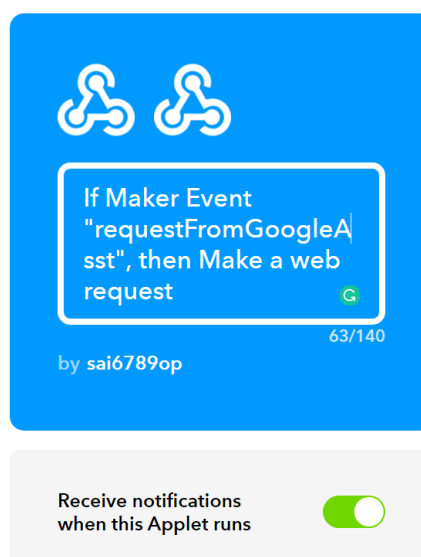 If Maker Event
"requestFromGoogleA
sst", then Make a web
request
63/140
by sai6789op
Receive notifications
when this Applet runs